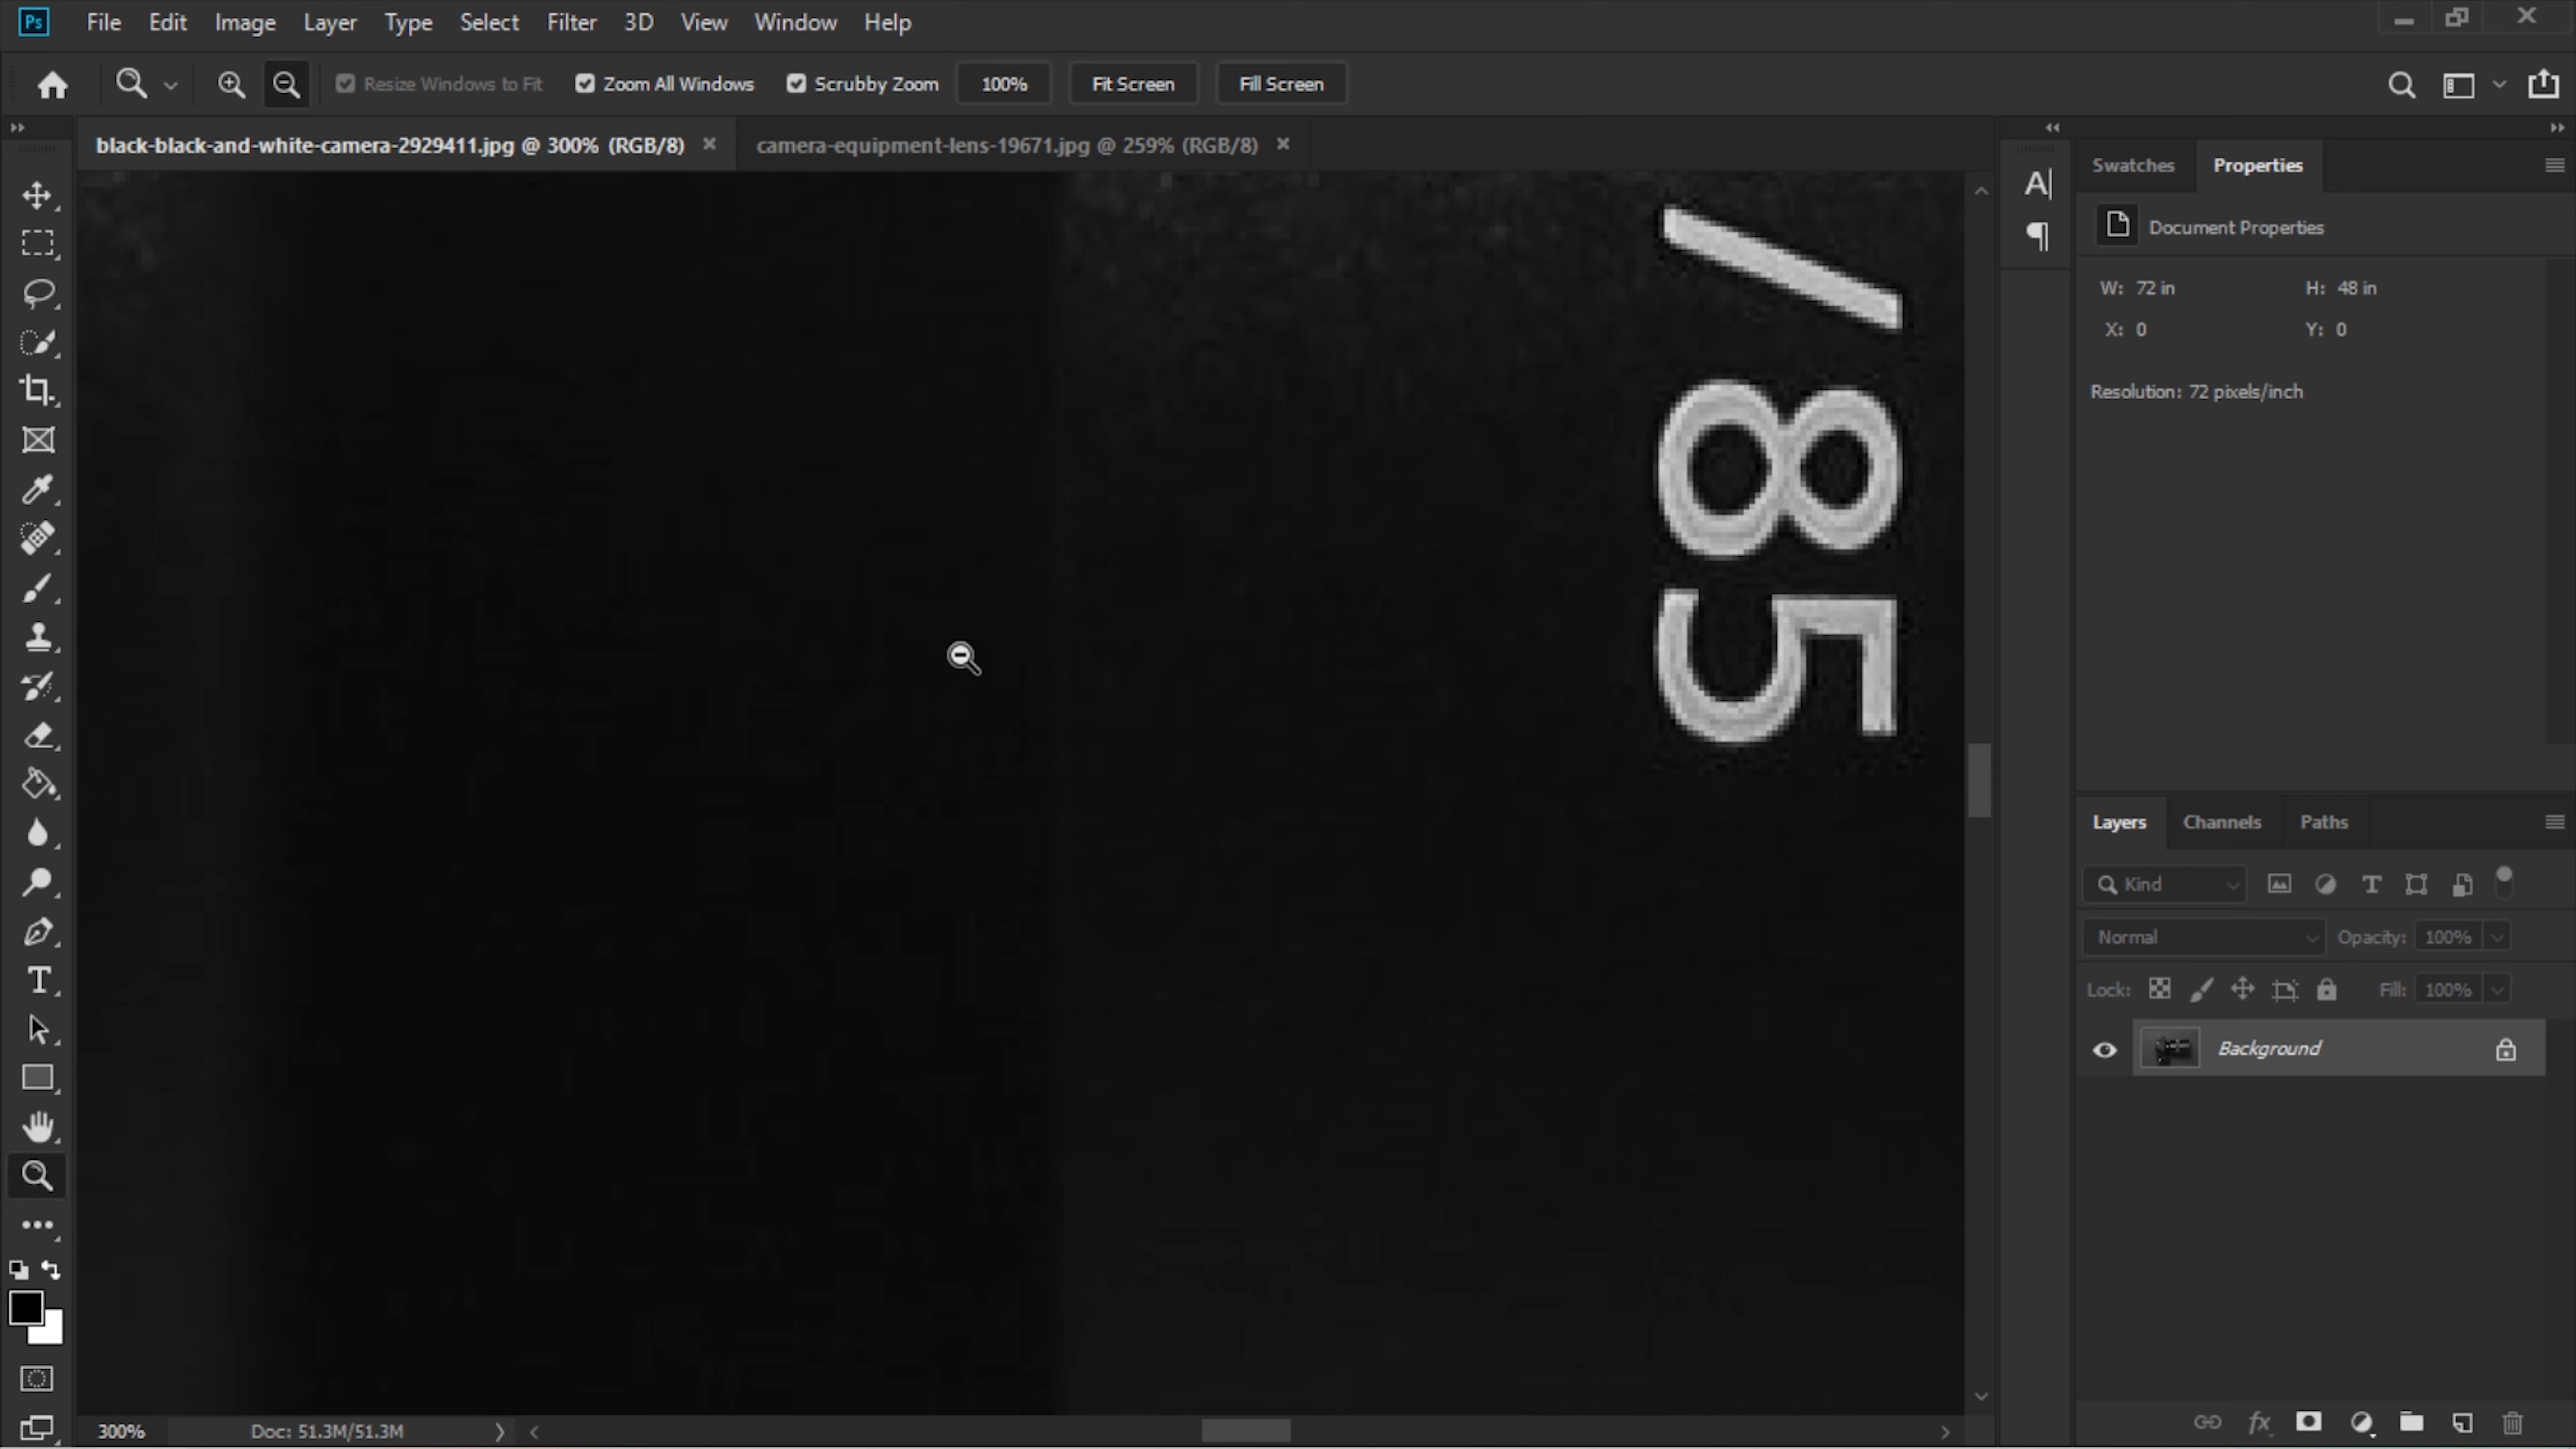 Ps File Edit Image Layer Type Select Filter 3D View Window Help
Resize Windows to Fit Zoom All Windows Scrubby Zoom 100% Fit Screen Fill Screen
black-black-and-white-camera-2929411.jpg @ 300% (RGB/8) camera-equipment-lens-19671.jpg @ 259% (RGB/8)
/85
Swatches Properties
Document Properties
W: 72 in H: 48 in
X: 0 Y: 0
Resolution: 72 pixels/inch
Layers Channels Paths
Kind
Normal Opacity: 100%
Lock: Fill: 100%
Background
fx
300% Doc: 51.3M/51.3M